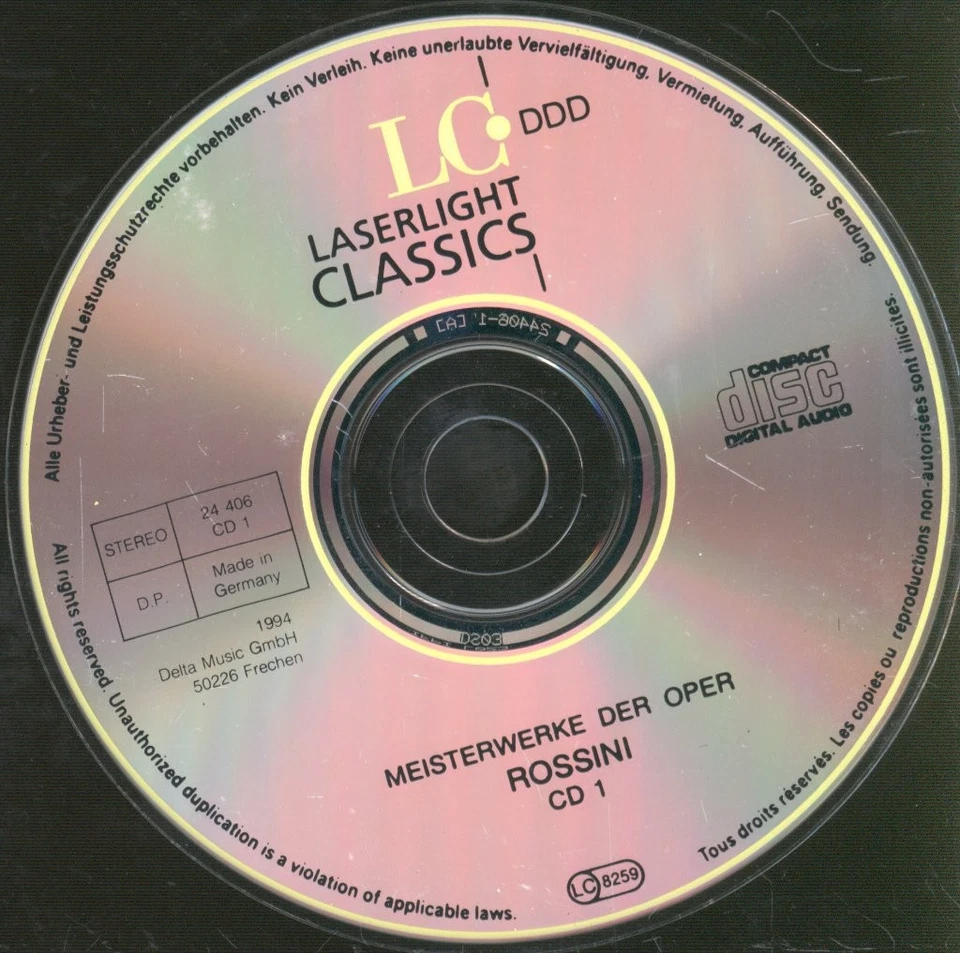 Alle Urheber- und Leistungsschutzrechte vorbehalten. Kein Verleih. Keine unerlaubte Vervielfältigung, Vermietung, Aufführung, Sendung.
LC DDD
LASERLIGHT
CLASSICS
24406-1 [A]
COMPACT
disc
DIGITAL AUDIO
STEREO
24 406
CD 1
D.P.
Made in
Germany
1994
Delta Music GmbH
50226 Frechen
MEISTERWERKE DER OPER
ROSSINI
CD 1
LC 8259
All rights reserved. Unauthorized duplication is a violation of applicable laws.
Tous droits réservés. Les copies ou reproductions non-autorisées sont illicites.